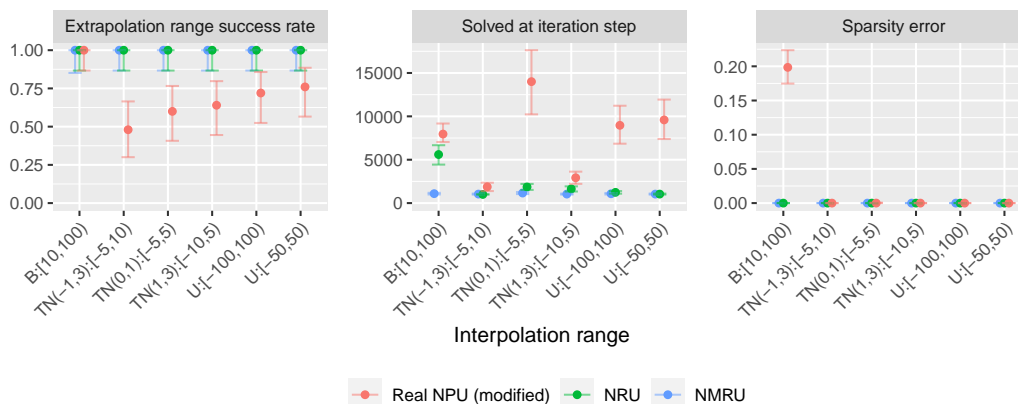 Extrapolation range success rate
Solved at iteration step
Sparsity error
1.00
0.75
0.50
0.25
0.00
15000
10000
5000
0
0.20
0.15
0.10
0.05
0.00
B:[10,100)
TN(−1,3):[−5,10)
TN(0,1):[−5,5)
TN(1,3):[−10,5)
U:[−100,100)
U:[−50,50)
B:[10,100)
TN(−1,3):[−5,10)
TN(0,1):[−5,5)
TN(1,3):[−10,5)
U:[−100,100)
U:[−50,50)
B:[10,100)
TN(−1,3):[−5,10)
TN(0,1):[−5,5)
TN(1,3):[−10,5)
U:[−100,100)
U:[−50,50)
Interpolation range
Real NPU (modified) NRU NMRU